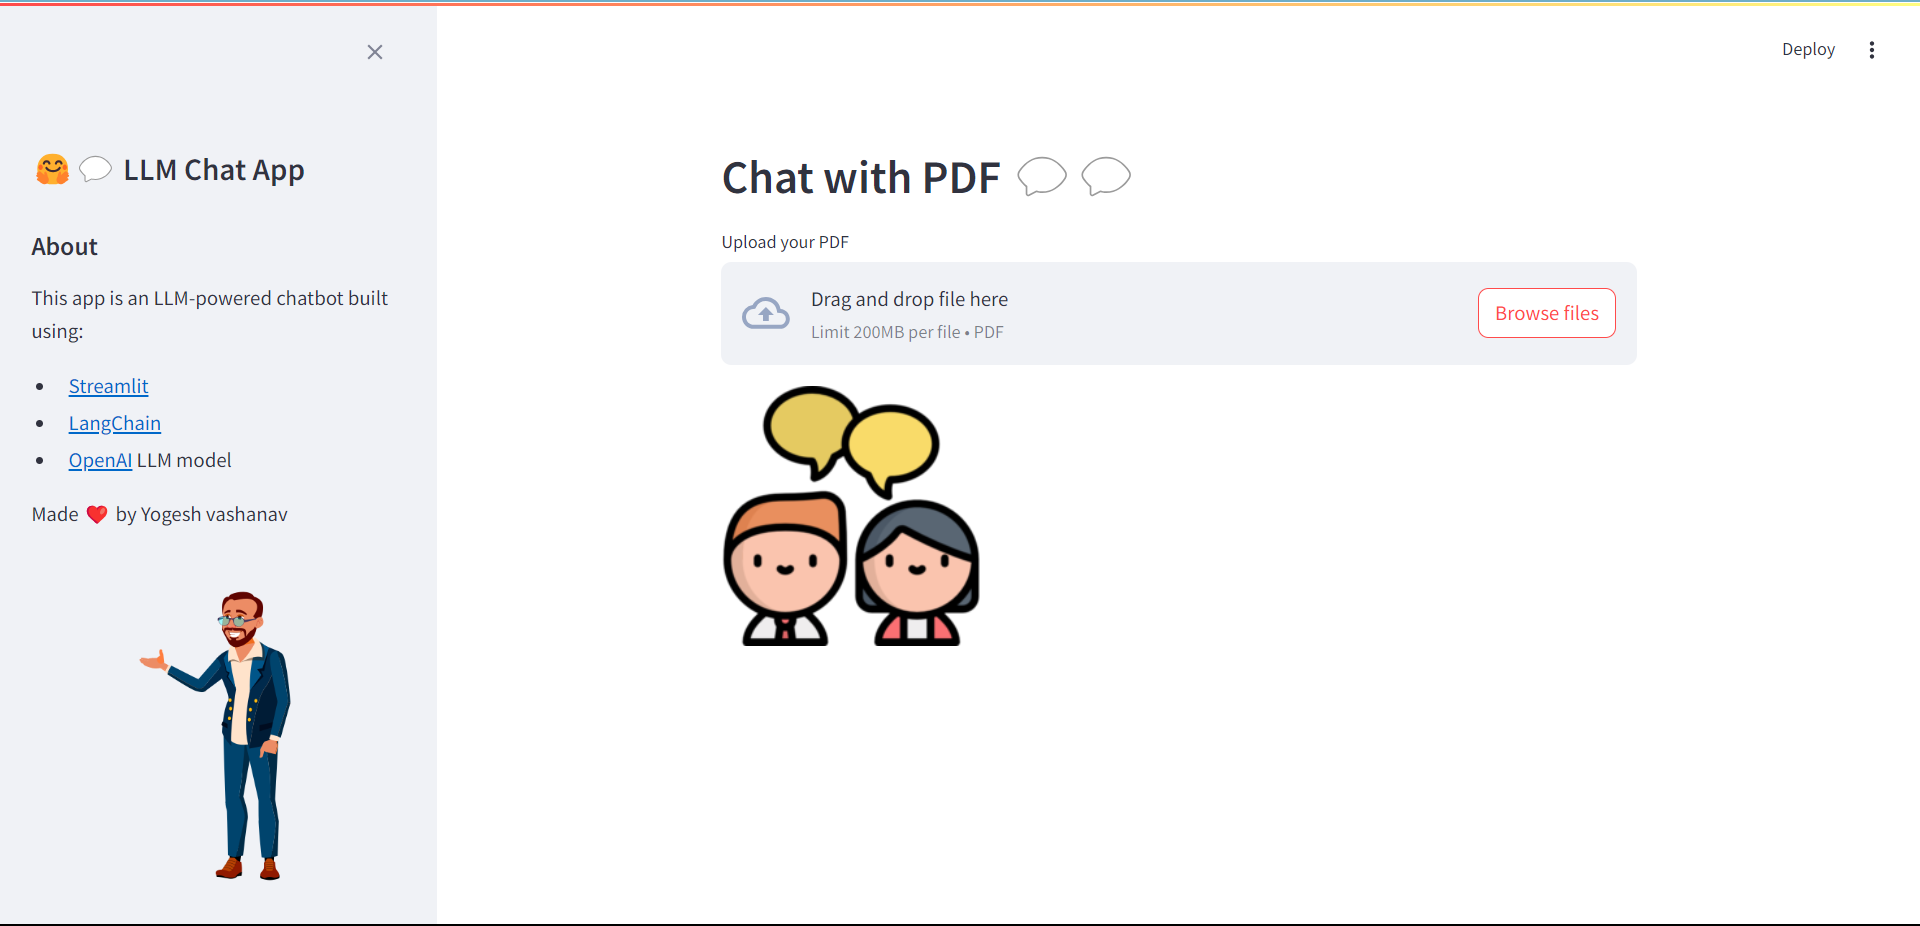 Deploy
🤗💬 LLM Chat App
About
This app is an LLM-powered chatbot built
using:
• Streamlit
• LangChain
• OpenAI LLM model
Made ❤️ by Yogesh vashanav
Chat with PDF 💬 💬
Upload your PDF
Drag and drop file here
Limit 200MB per file • PDF
Browse files